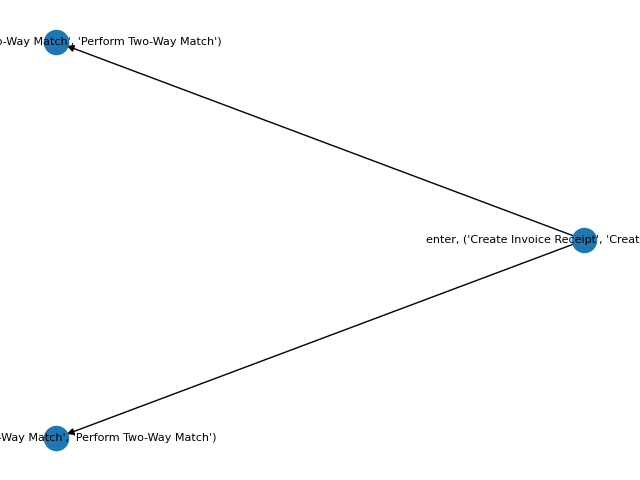 -Way Match', 'Perform Two-Way Match')
enter, ('Create Invoice Receipt', 'Creat
-Way Match', 'Perform Two-Way Match')